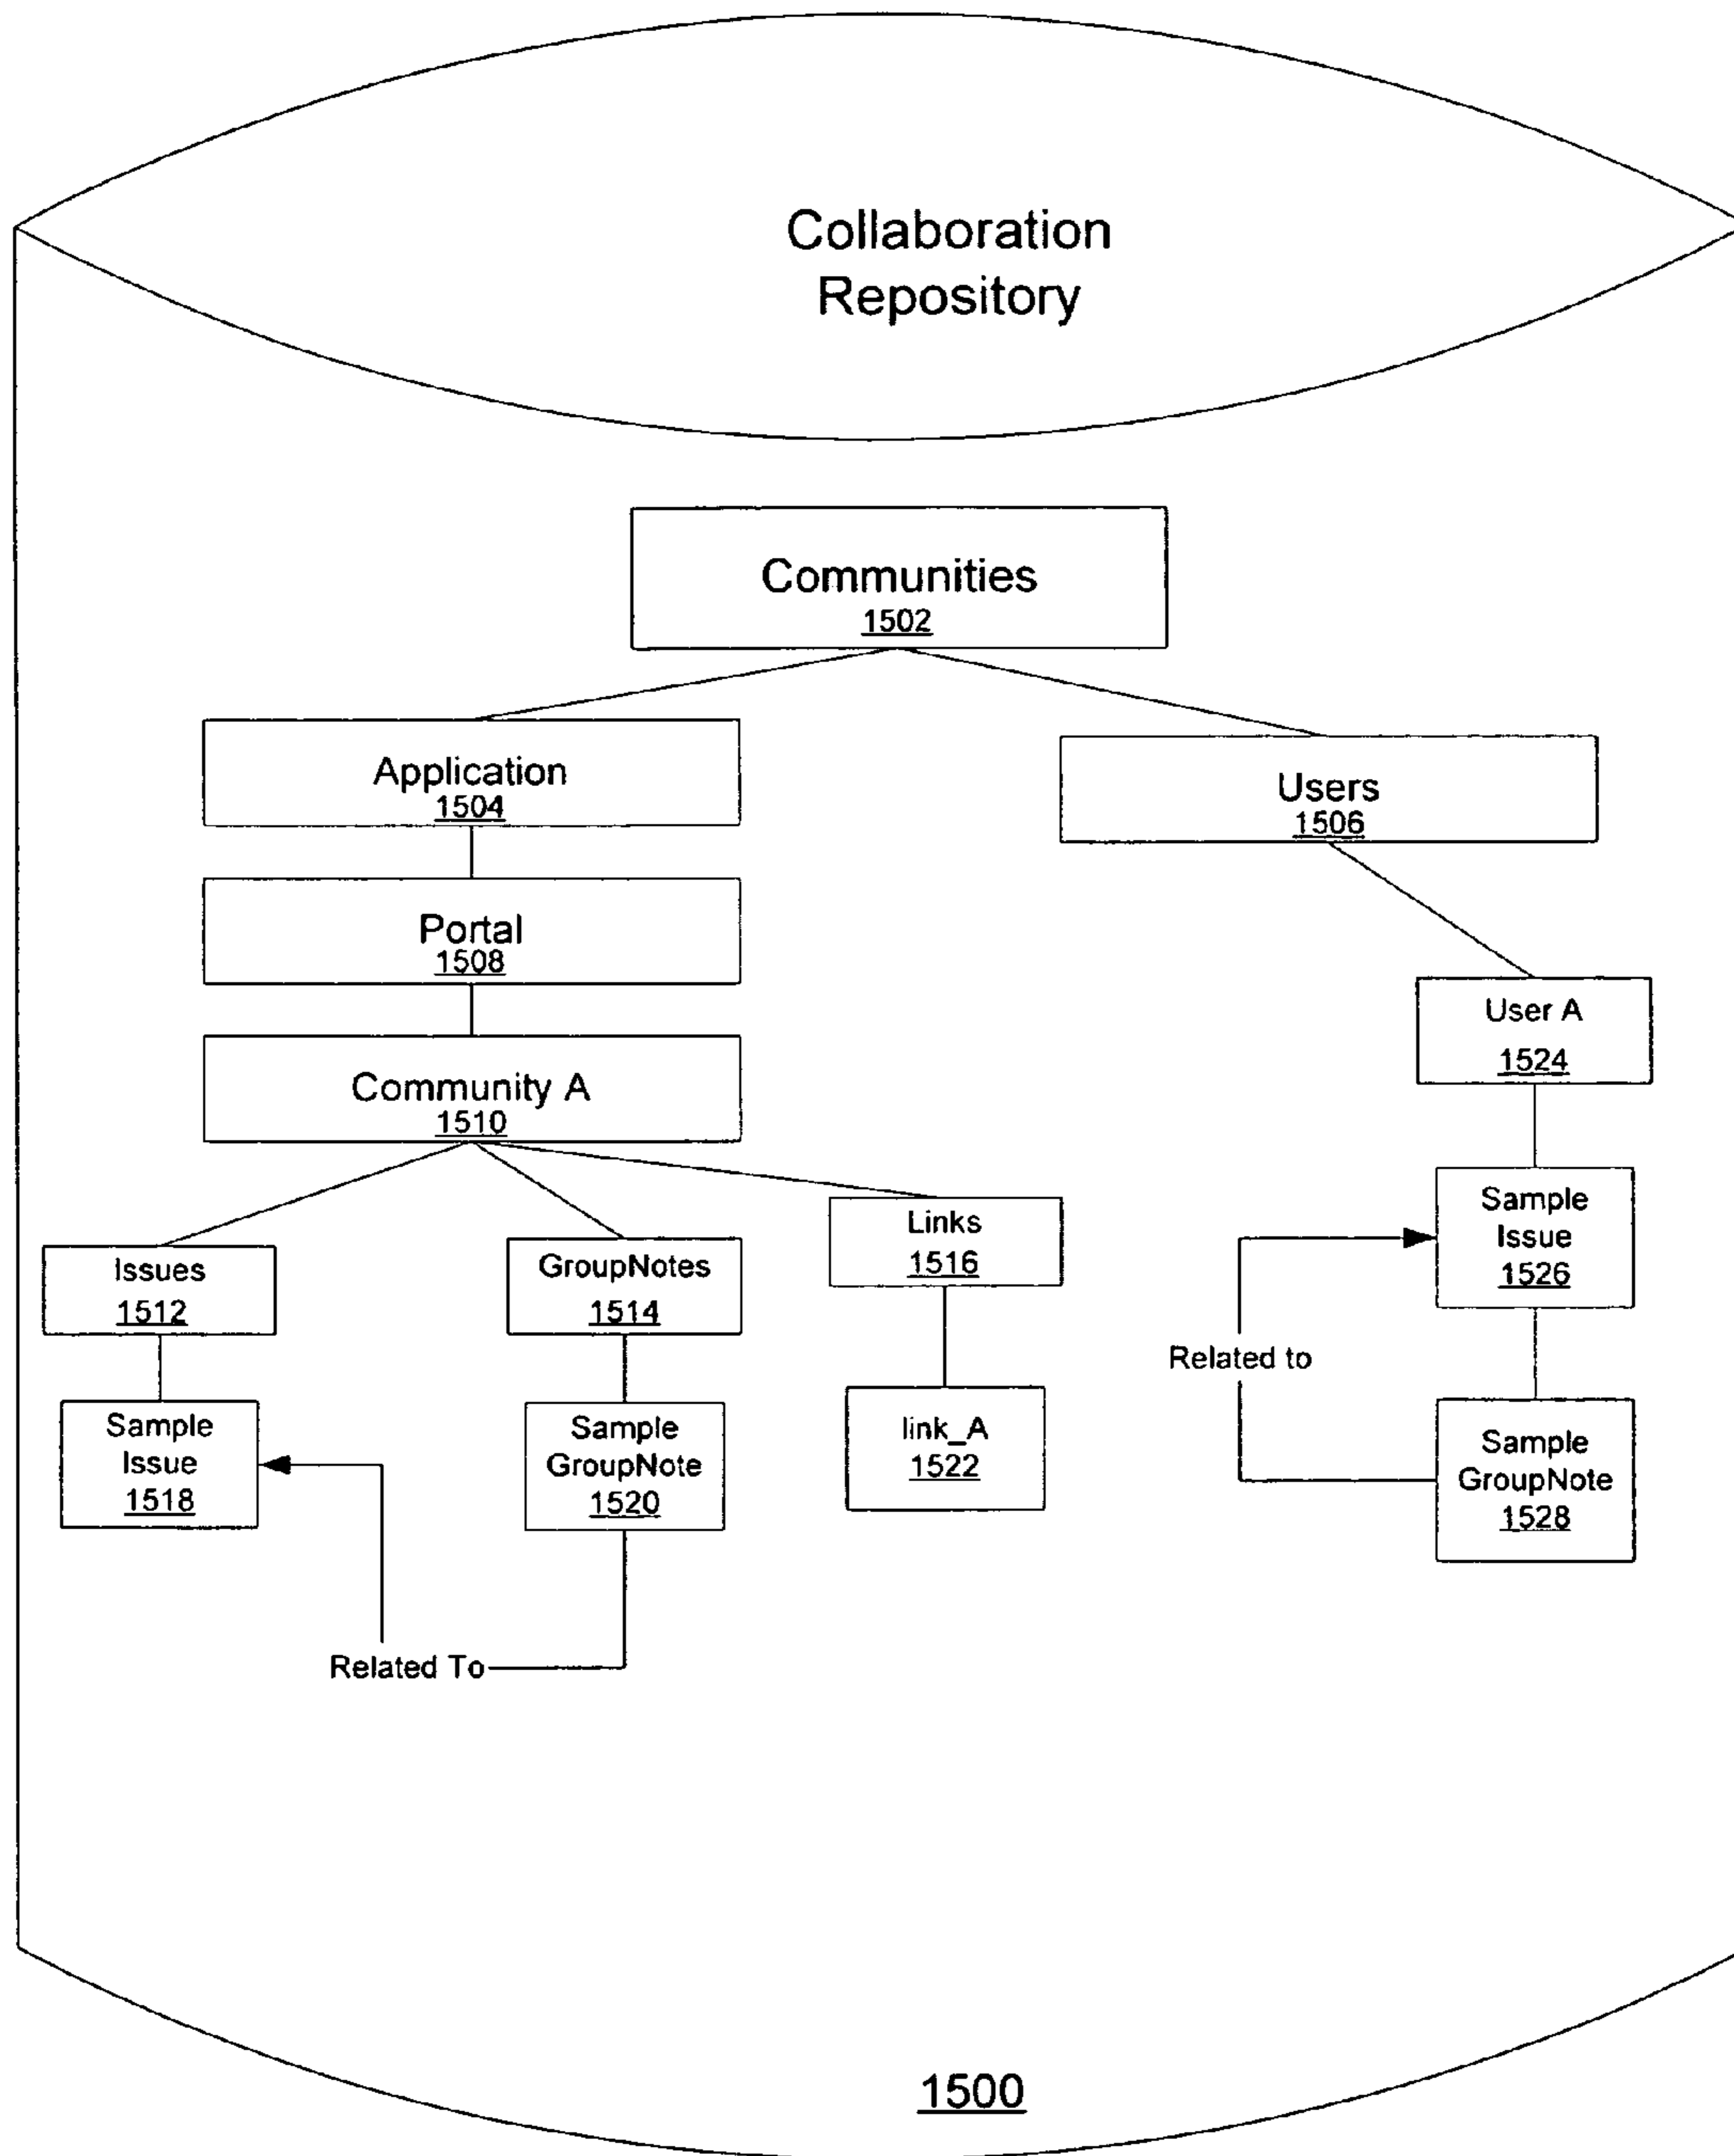 Collaboration
Repository
Communities
1502
Application
1504
Users
1506
Portal
1508
Community A
1510
User A
1524
Issues
1512
GroupNotes
1514
Links
1516
Sample
Issue
1526
Related to
Sample
Issue
1518
Sample
GroupNote
1520
link_A
1522
Sample
GroupNote
1528
Related To
1500